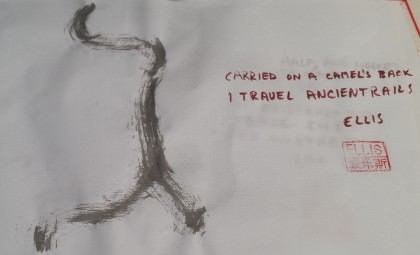 CARRIED ON A CAMEL'S BACK
I TRAVEL ANCIENTRAILS
ELLIS
ELLIS